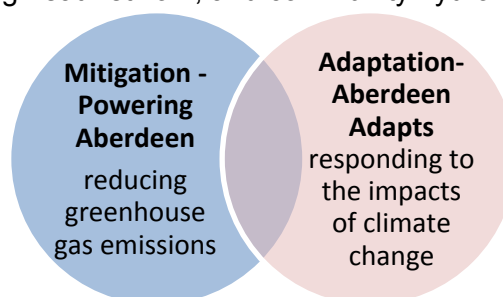 Mitigation -
Powering
Aberdeen
reducing
greenhouse
gas emissions
Adaptation-
Aberdeen
Adapts
responding to
the impacts
of climate
change